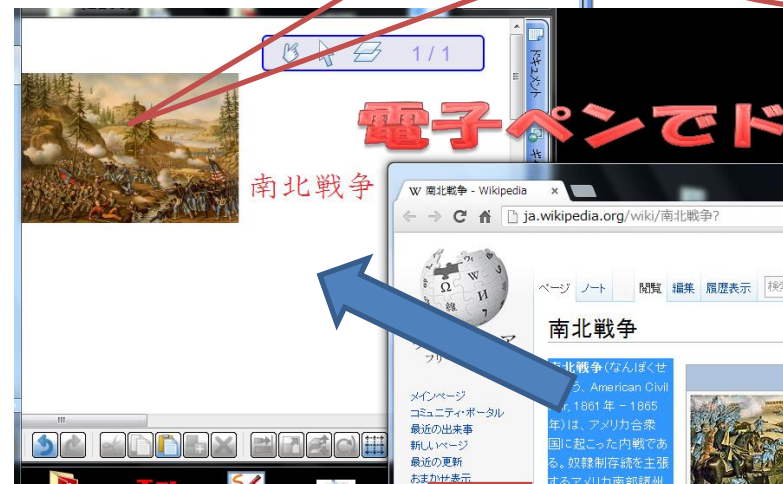 1 / 1
ドキュメント
電子ペンでド
南北戦争
南北戦争 - Wikipedia
ja.wikipedia.org/wiki/南北戦争?
ページ ノート 閲覧 編集 履歴表示
南北戦争
北戦争(なんぼくせ
う、American Civil
1861年 - 1865
年)は、アメリカ合衆
国に起こった内戦であ
る。奴隷制存続を主張
するアメリカ南部諸州
メインページ
コミュニティ・ポータル
最近の出来事
新しいページ
最近の更新
おまかせ表示